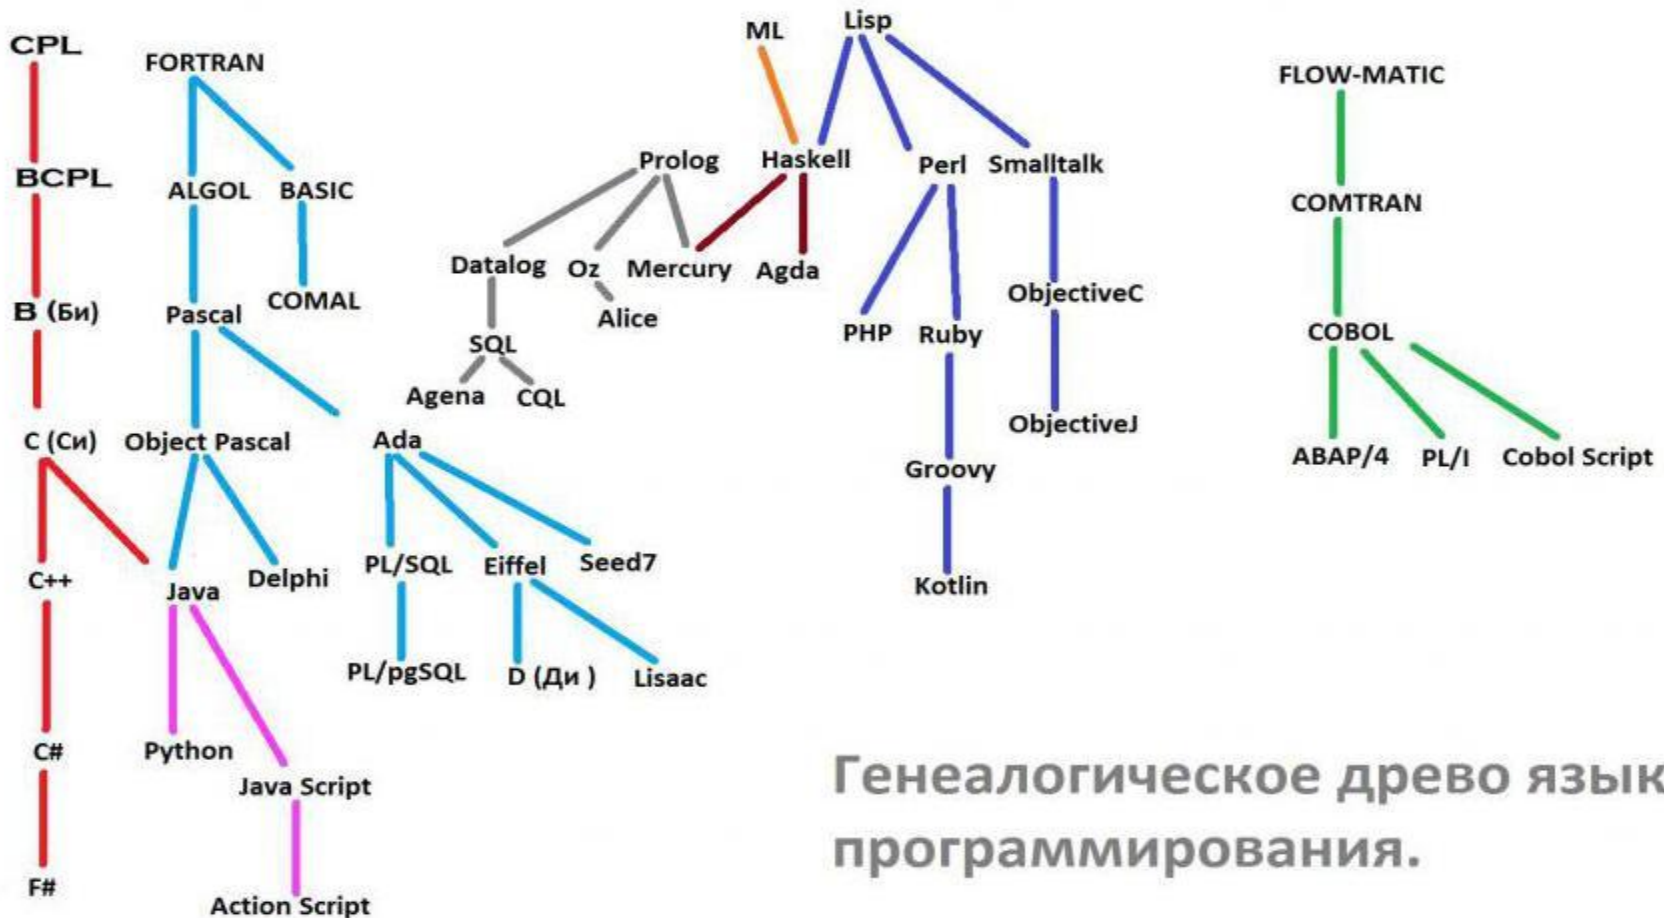 CPL
FORTRAN
ML
Lisp
FLOW-MATIC
BCPL
ALGOL
BASIC
Prolog
Haskell
Perl
Smalltalk
COMTRAN
B (Би)
Pascal
COMAL
Datalog
Oz
Mercury
Agda
Alice
SQL
Agena
CQL
PHP
Ruby
ObjectiveC
ObjectiveJ
COBOL
C (Си)
Object Pascal
Ada
Groovy
ABAP/4
PL/I
Cobol Script
C++
Java
Delphi
PL/SQL
Eiffel
Seed7
Kotlin
PL/pgSQL
D (Ди )
Lisaac
C#
Python
Java Script
F#
Action Script
Генеалогическое древо язык
программирования.